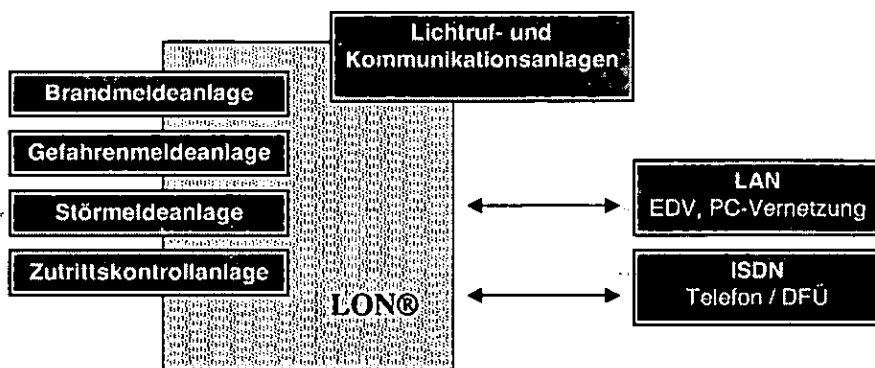 Lichtruf- und
Kommunikationsanlagen
Brandmeldeanlage
Gefahrenmeldeanlage
Störmeldeanlage
Zutrittskontrollanlage
LON®
LAN
EDV, PC-Vernetzung
ISDN
Telefon / DFÜ